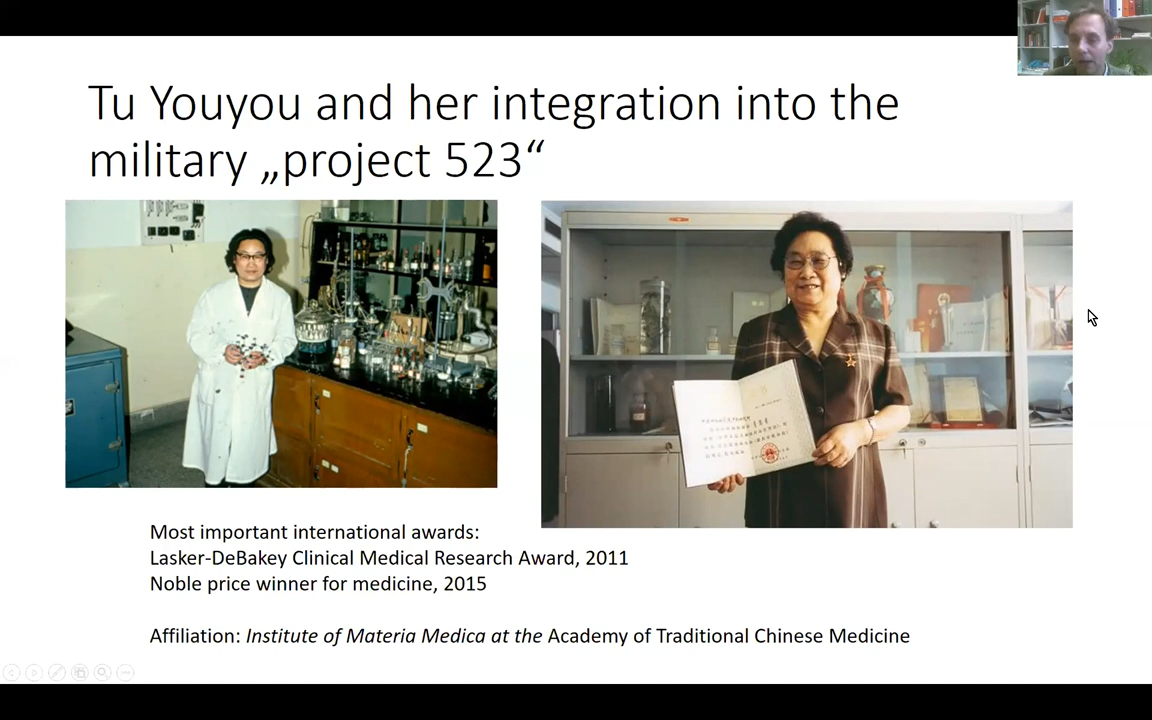 Tu Youyou and her integration into the
military „project 523“
Most important international awards:
Lasker-DeBakey Clinical Medical Research Award, 2011
Noble price winner for medicine, 2015
Affiliation: Institute of Materia Medica at the Academy of Traditional Chinese Medicine